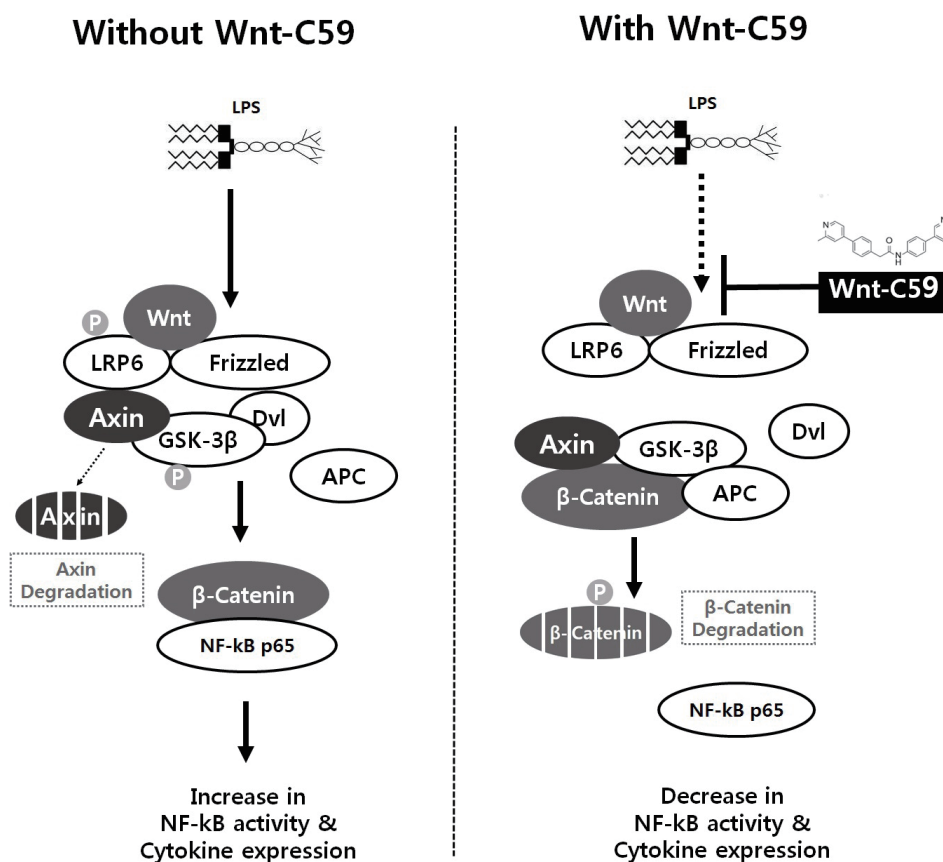 Without Wnt-C59
LPS
P
Wnt
LRP6
Frizzled
Axin
Dvl
GSK-3β
P
APC
Axin
Axin
Degradation
β-Catenin
NF-kB p65
Increase in
NF-kB activity &
Cytokine expression
With Wnt-C59
LPS
N
O
N
H
N
Wnt-C59
Wnt
LRP6
Frizzled
Axin
GSK-3β
Dvl
β-Catenin
APC
P
β-Catenin
β-Catenin
Degradation
NF-kB p65
Decrease in
NF-kB activity &
Cytokine expression